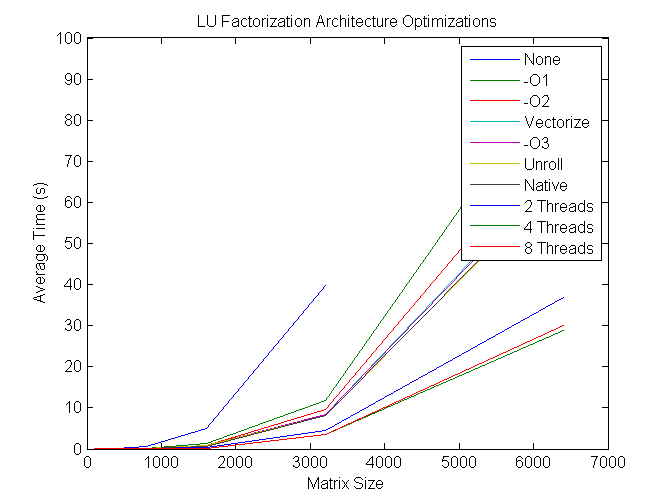 LU Factorization Architecture Optimizations
100
90
80
70
60
50
40
30
20
10
0
Average Time (s)
None
-O1
-O2
Vectorize
-O3
Unroll
Native
2 Threads
4 Threads
8 Threads
0 1000 2000 3000 4000 5000 6000 7000
Matrix Size